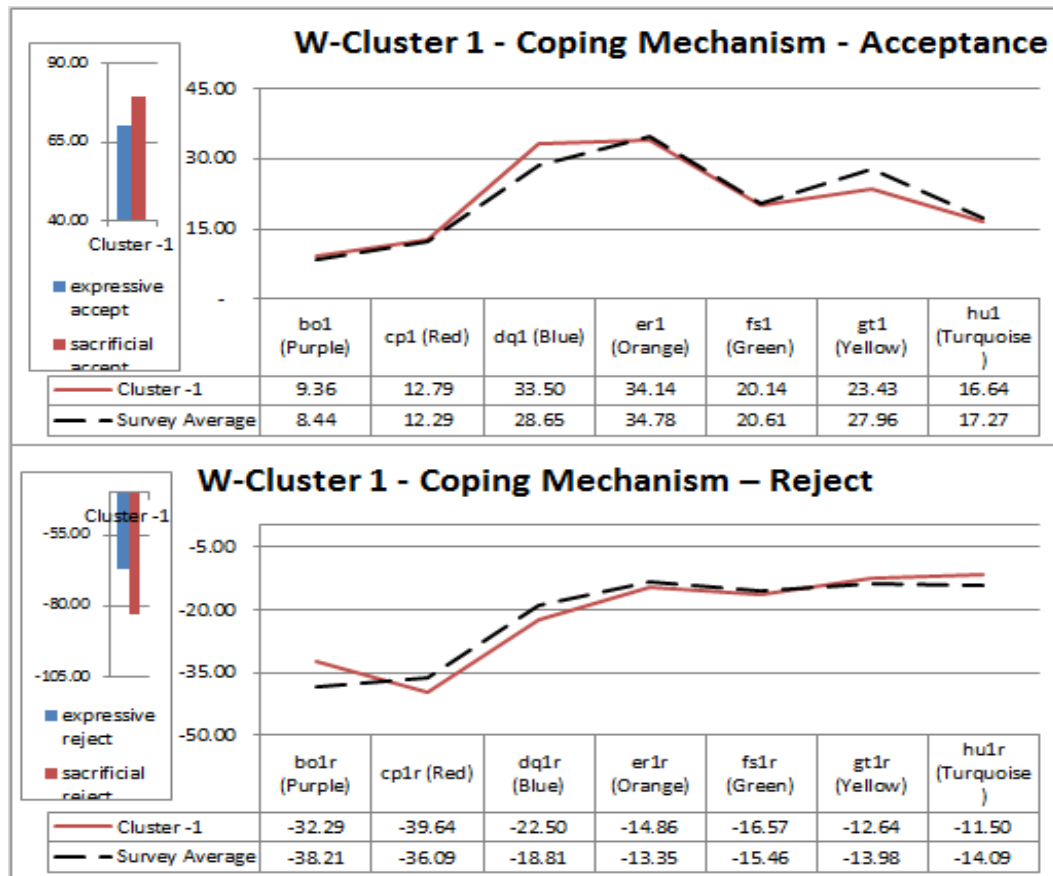 W-Cluster 1 - Coping Mechanism - Acceptance
90.00
65.00
40.00
Cluster -1
expressive
accept
sacrificial
accept
45.00
30.00
15.00
-
bo1 (Purple)
cp1 (Red)
dq1 (Blue)
er1 (Orange)
fs1 (Green)
gt1 (Yellow)
hu1 (Turquoise)
Cluster -1 9.36 12.79 33.50 34.14 20.14 23.43 16.64
Survey Average 8.44 12.29 28.65 34.78 20.61 27.96 17.27
W-Cluster 1 - Coping Mechanism – Reject
Cluster -1
-55.00
-80.00
-105.00
expressive
reject
sacrificial
reject
-5.00
-20.00
-35.00
-50.00
bo1r (Purple)
cp1r (Red)
dq1r (Blue)
er1r (Orange)
fs1r (Green)
gt1r (Yellow)
hu1r (Turquoise)
Cluster -1 -32.29 -39.64 -22.50 -14.86 -16.57 -12.64 -11.50
Survey Average -38.21 -36.09 -18.81 -13.35 -15.46 -13.98 -14.09